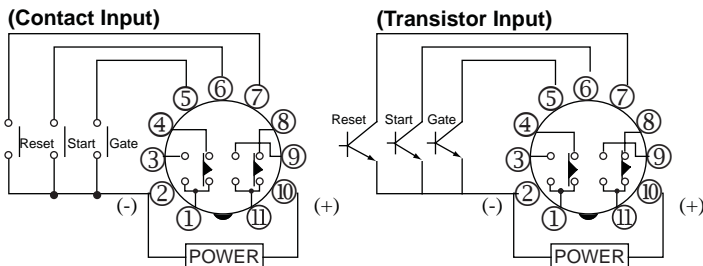 (Contact Input)
(Transistor Input)
⑤ ⑥ ⑦
④ ⑧
Reset Start Gate
③ ⑨
② ⑩
(-) ① ⑪ (+)
POWER
⑤ ⑥ ⑦
Reset Start Gate
④ ⑧
③ ⑨
② ⑩
(-) ① ⑪ (+)
POWER